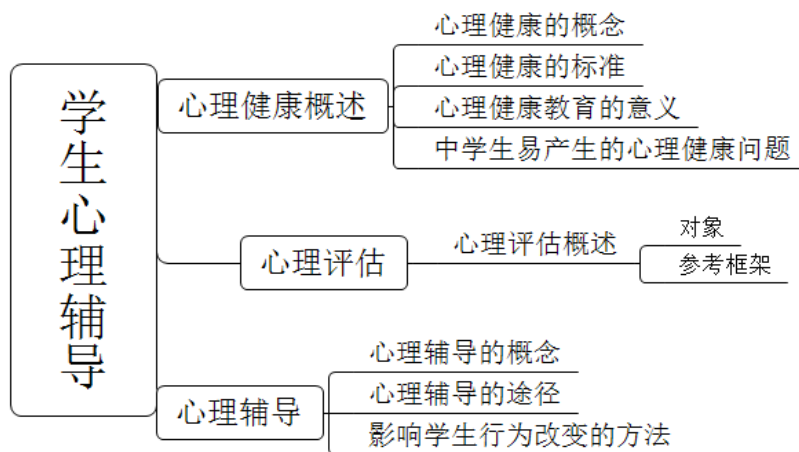 学生心理辅导
心理健康概述
心理健康的概念
心理健康的标准
心理健康教育的意义
中学生易产生的心理健康问题
心理评估
心理评估概述
对象
参考框架
心理辅导
心理辅导的概念
心理辅导的途径
影响学生行为改变的方法